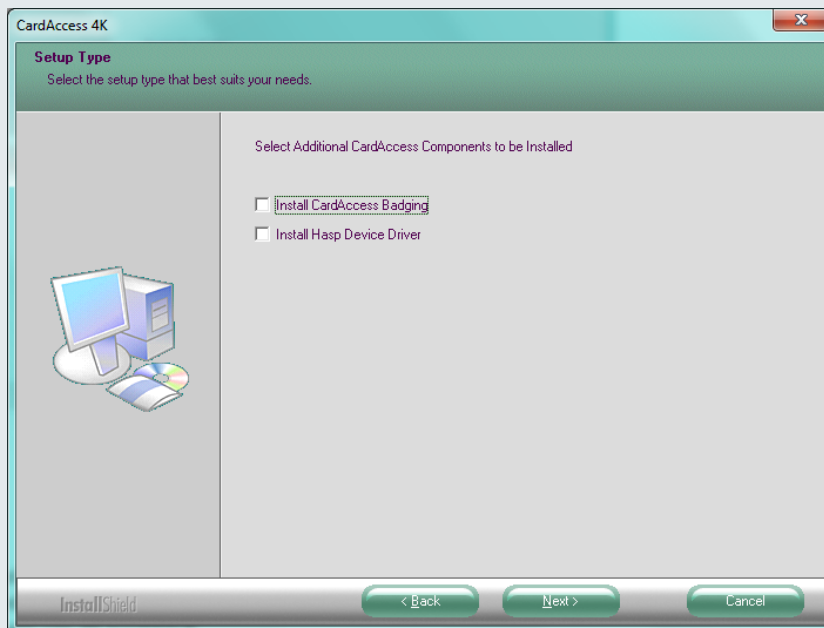 CardAccess 4K
Setup Type
Select the setup type that best suits your needs.
Select Additional CardAccess Components to be Installed
Install CardAccess Badging
Install Hasp Device Driver
InstallShield
< Back
Next >
Cancel